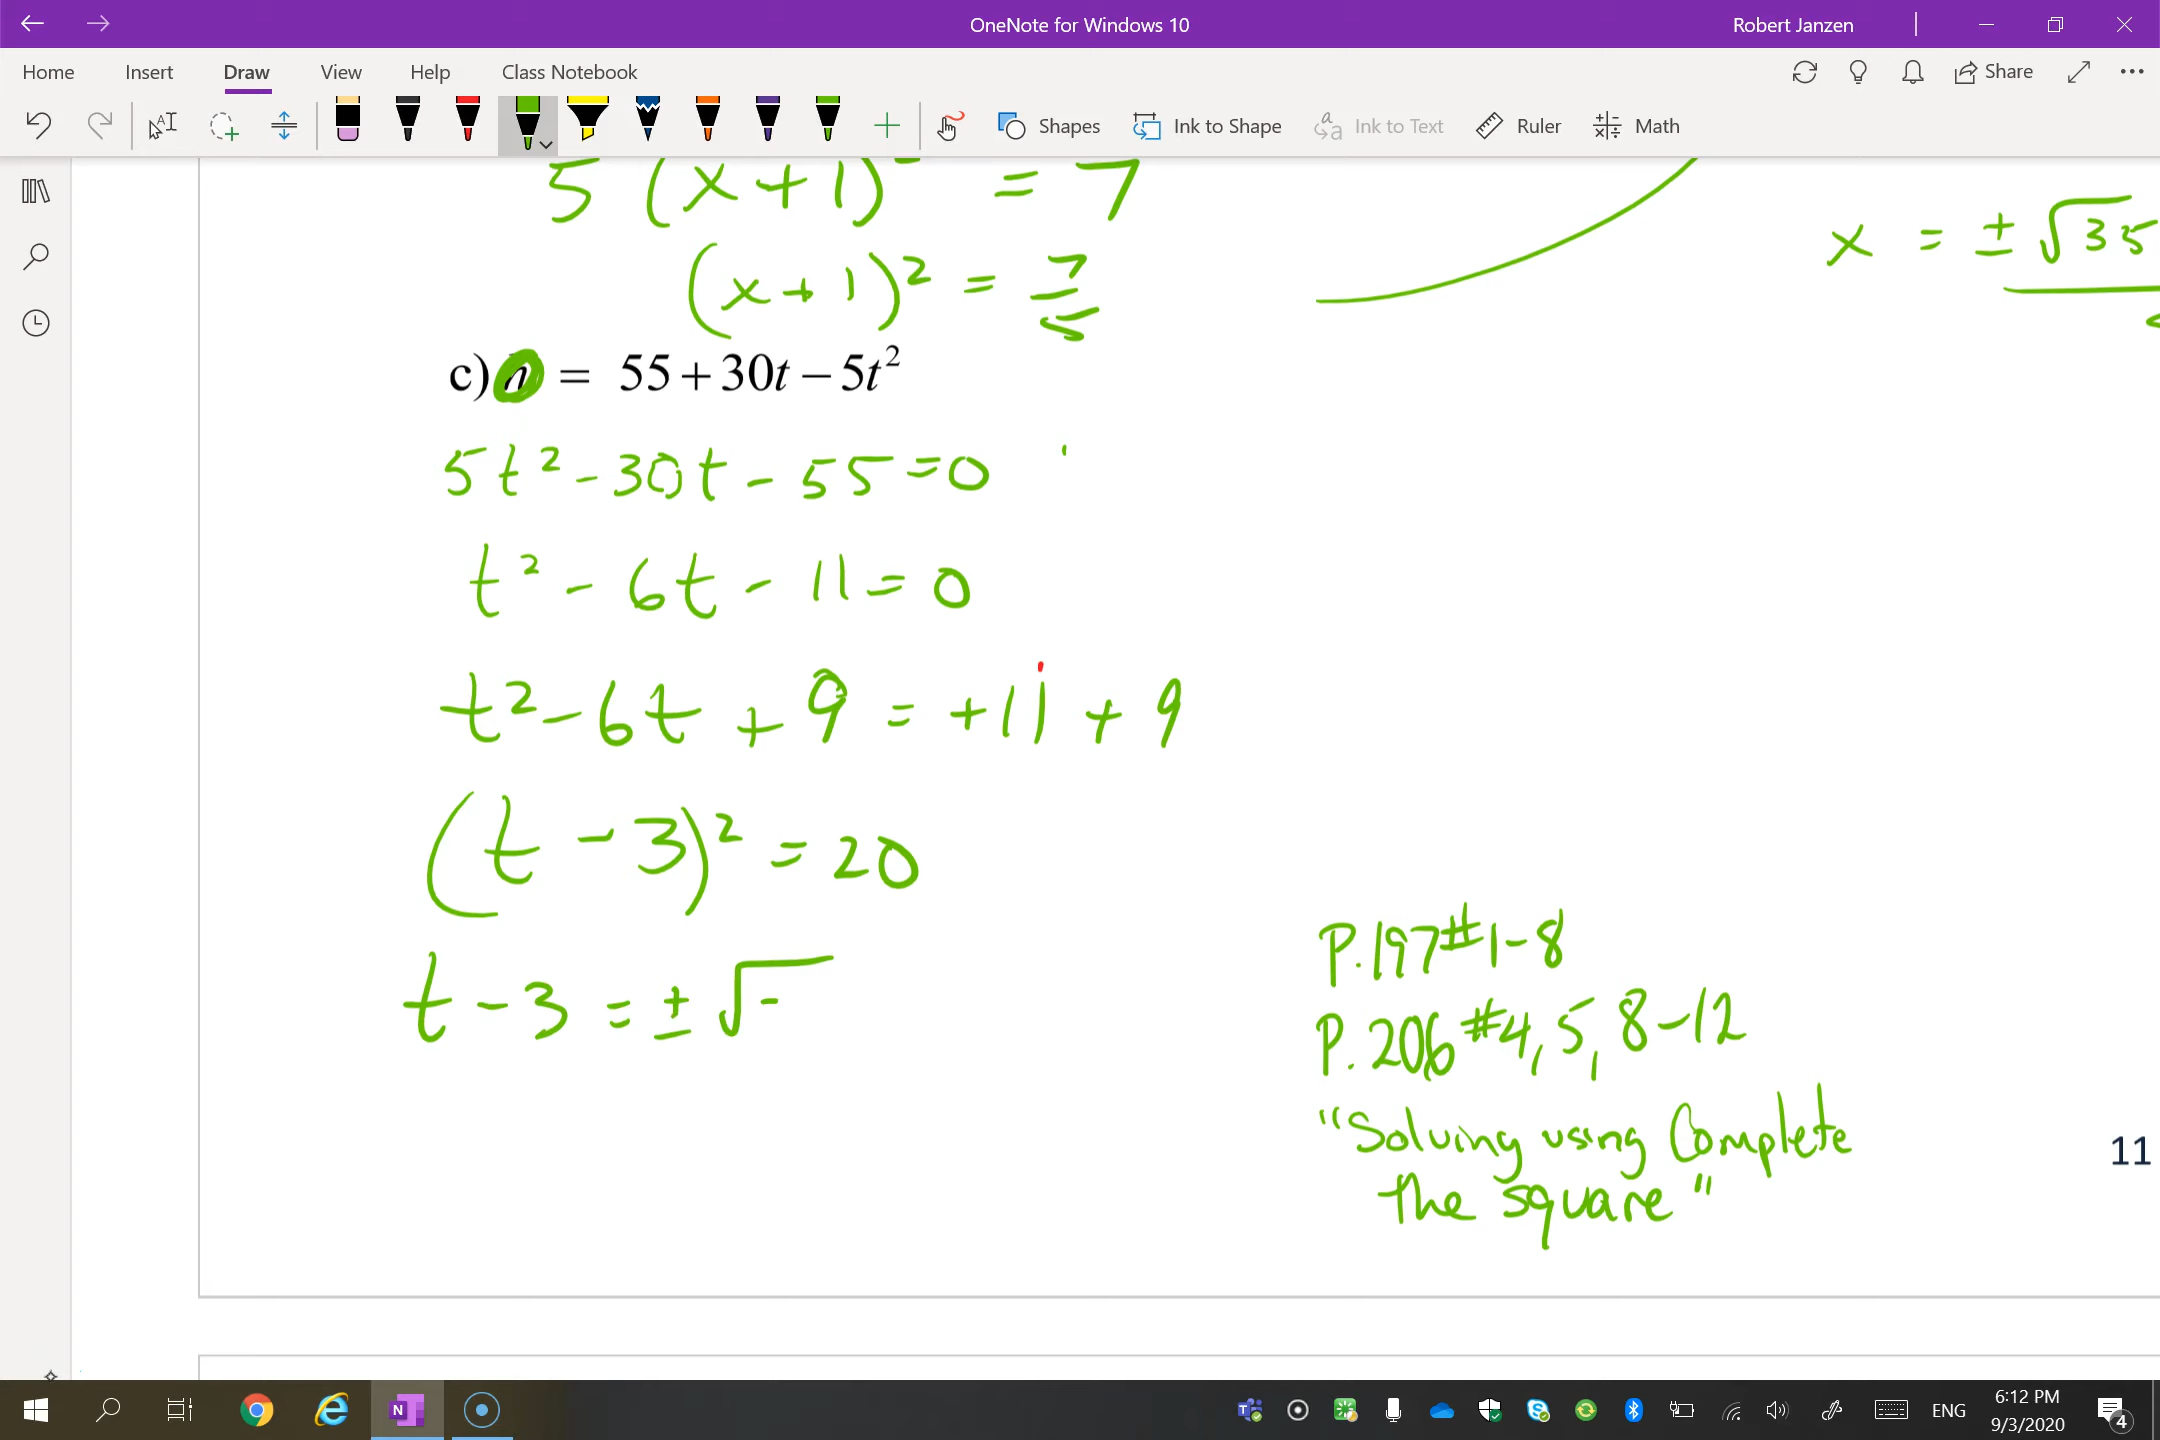 OneNote for Windows 10
Robert Janzen
Home Insert Draw View Help Class Notebook Share
Shapes Ink to Shape Ink to Text Ruler Math
5 (x+1)² = 7
(x+1)² = 7/5
x = ± √35
c) h = 55 + 30t − 5t²
5t² - 30t - 55 = 0
t² - 6t - 11 = 0
t² - 6t + 9 = +11 + 9
(t - 3)² = 20
t - 3 = ± √-
P.197 #1-8
P. 206 #4, 5, 8-12
"Solving using Complete
the square"
11
ENG
6:12 PM
9/3/2020
4